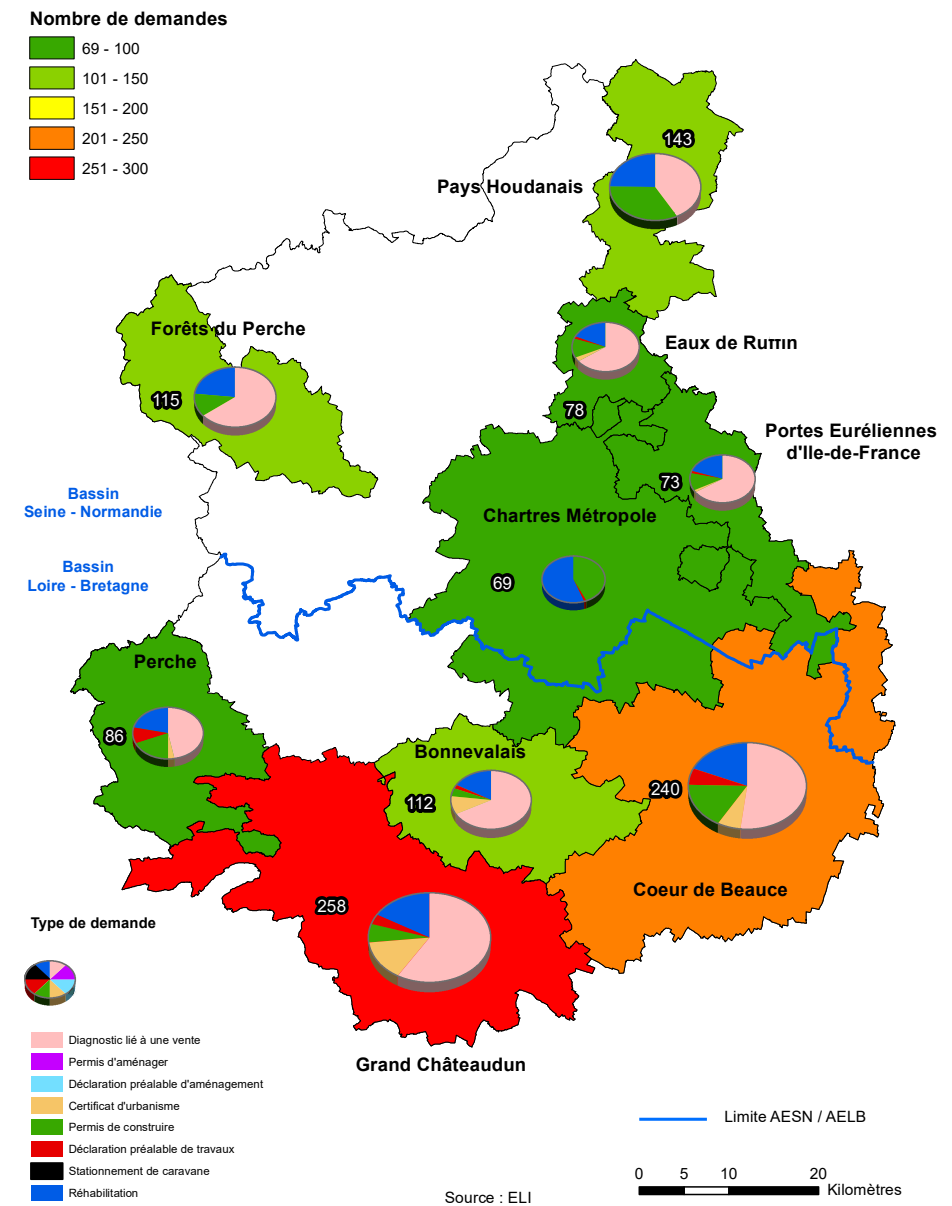 Nombre de demandes
69 - 100
101 - 150
151 - 200
201 - 250
251 - 300
143
Pays Houdanais
Forêts du Perche
115
Eaux de Ruffin
78
Portes Euréliennes
d'Ile-de-France
73
Bassin
Seine - Normandie
Chartres Métropole
Bassin
Loire - Bretagne
69
Perche
86
Bonnevalais
112
240
Coeur de Beauce
258
Grand Châteaudun
Type de demande
Diagnostic lié à une vente
Permis d'aménager
Déclaration préalable d'aménagement
Certificat d'urbanisme
Permis de construire
Déclaration préalable de travaux
Stationnement de caravane
Réhabilitation
Limite AESN / AELB
0 5 10 20
Kilomètres
Source : ELI